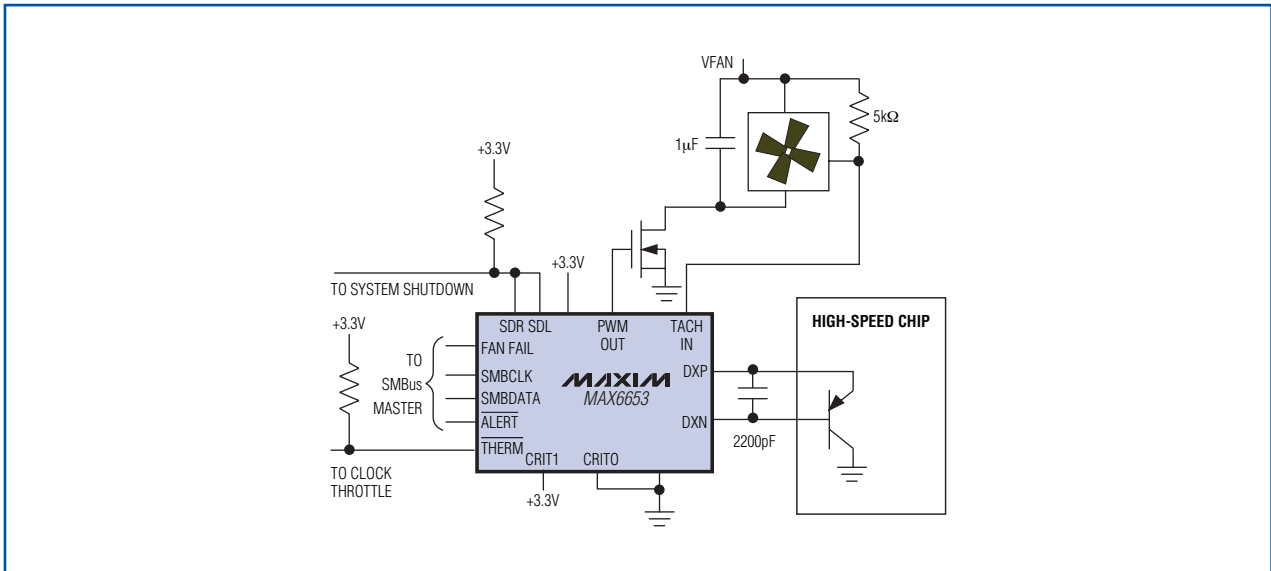 VFAN
5kΩ
1µF
+3.3V
+3.3V
TO SYSTEM SHUTDOWN
+3.3V
SDR SDL
PWM
OUT
TACH
IN
HIGH-SPEED CHIP
TO
SMBus
MASTER
FAN FAIL
SMBCLK
SMBDATA
ALERT
THERM
MAXIM
MAX6653
DXP
DXN
2200pF
CRIT1
CRIT0
TO CLOCK
THROTTLE
+3.3V